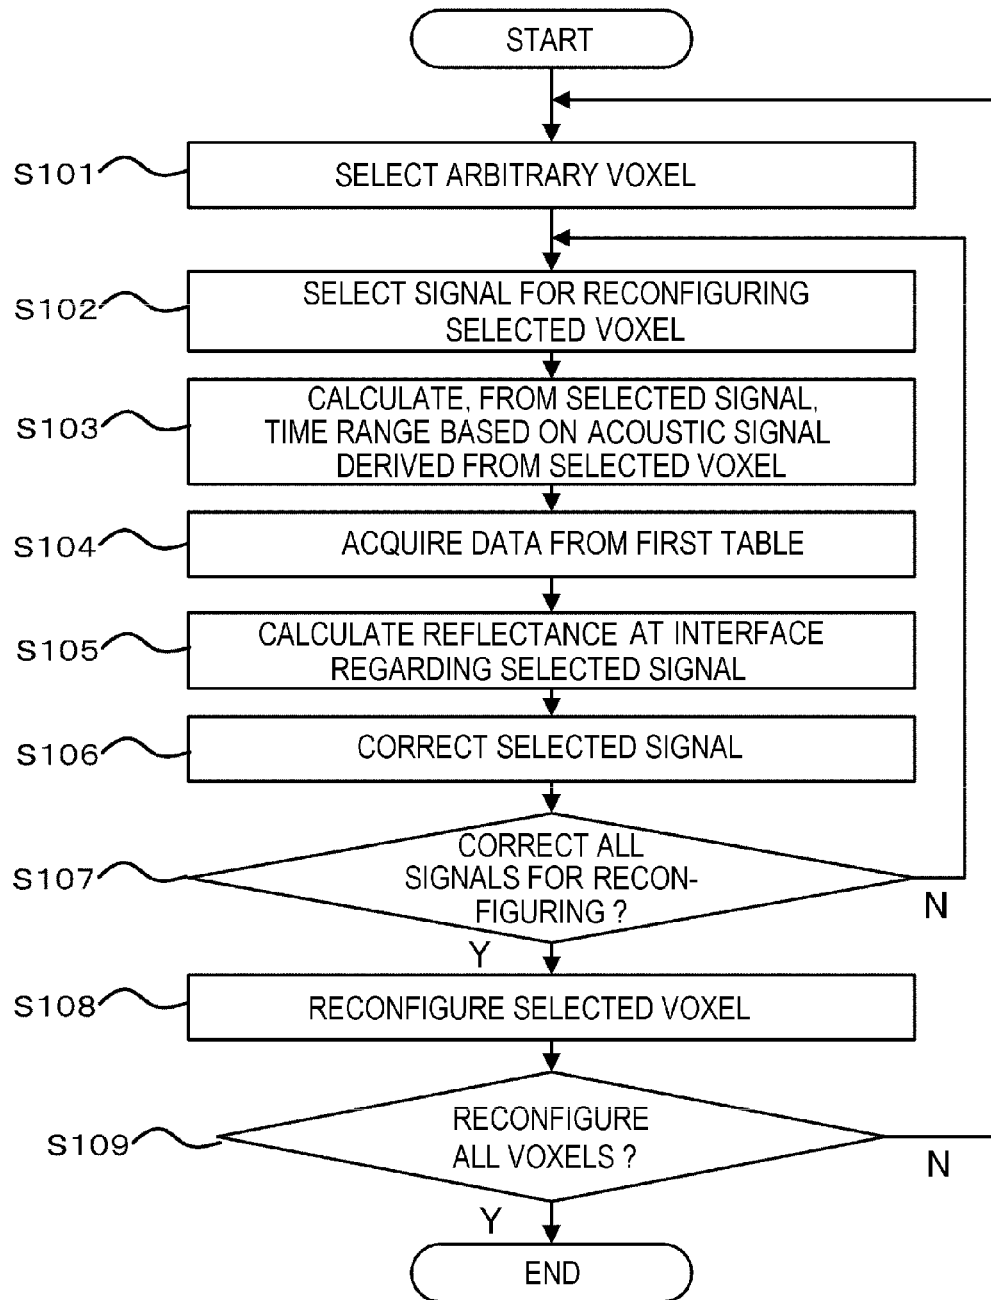 START
S101
SELECT ARBITRARY VOXEL
S102
SELECT SIGNAL FOR RECONFIGURING
SELECTED VOXEL
S103
CALCULATE, FROM SELECTED SIGNAL,
TIME RANGE BASED ON ACOUSTIC SIGNAL
DERIVED FROM SELECTED VOXEL
S104
ACQUIRE DATA FROM FIRST TABLE
S105
CALCULATE REFLECTANCE AT INTERFACE
REGARDING SELECTED SIGNAL
S106
CORRECT SELECTED SIGNAL
S107
CORRECT ALL
SIGNALS FOR RECON-
FIGURING ?
N
Y
S108
RECONFIGURE SELECTED VOXEL
S109
RECONFIGURE
ALL VOXELS ?
N
Y
END